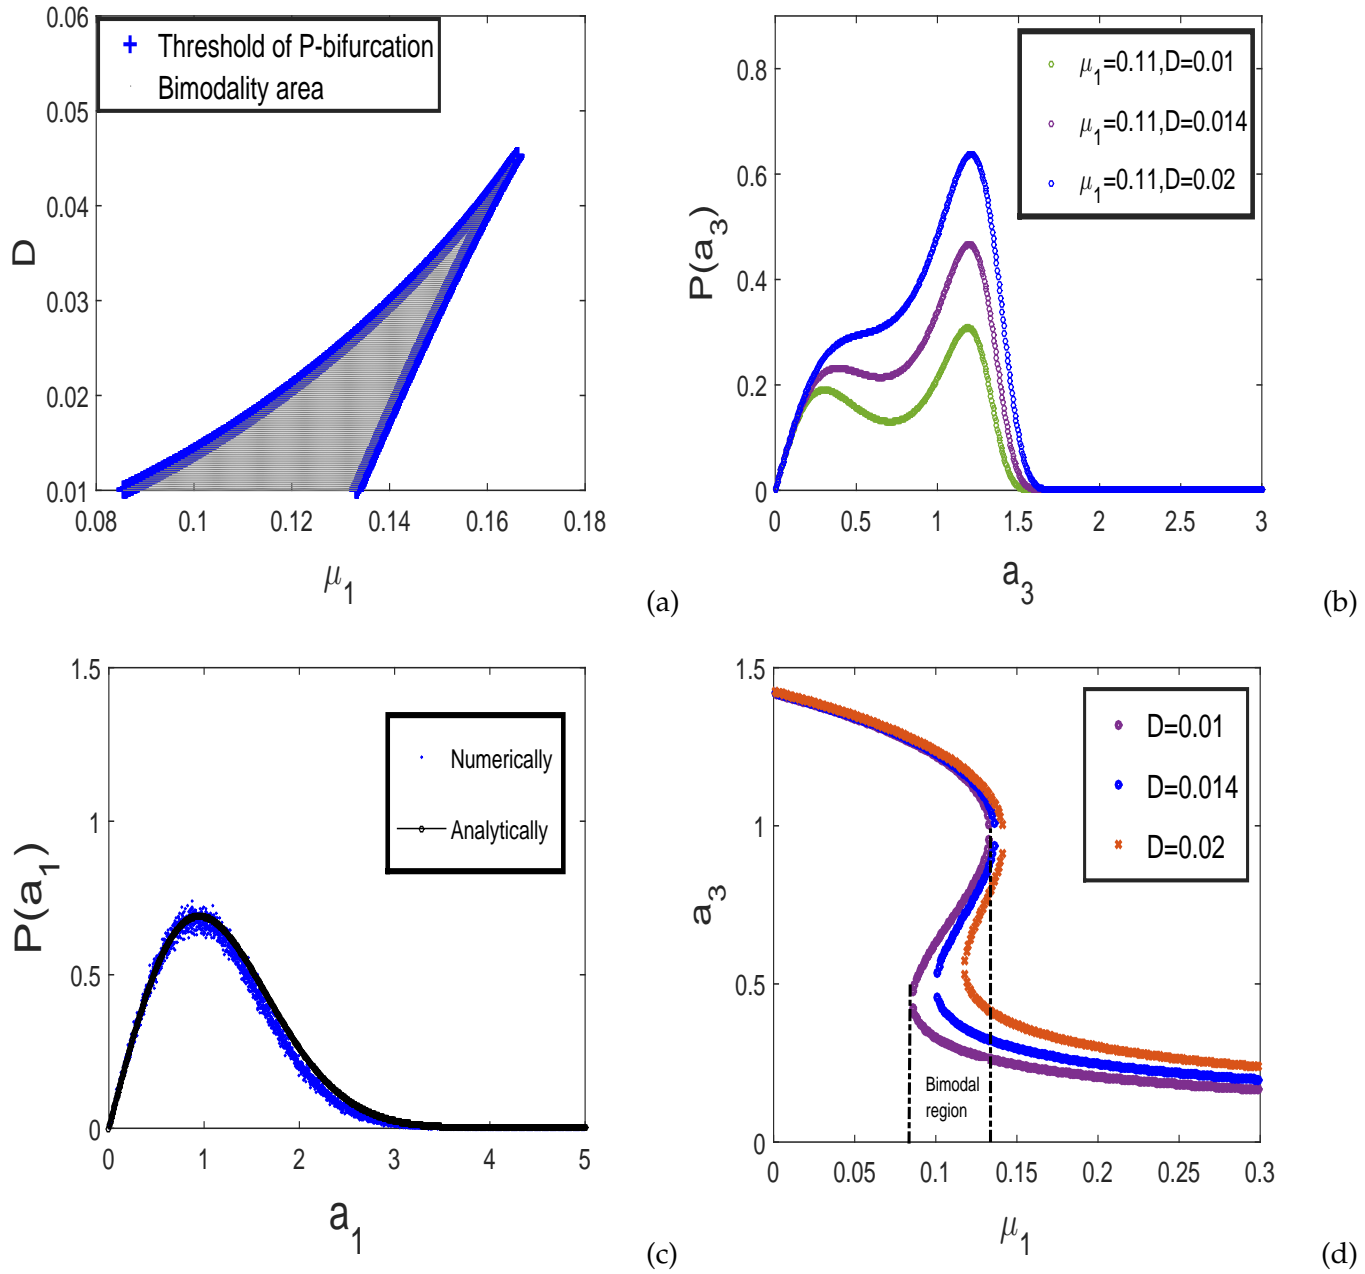 0.06
0.05
0.04
0.03
0.02
0.01
D
Threshold of P-bifurcation
Bimodality area
0.08 0.1 0.12 0.14 0.16 0.18
μ₁
(a)
0.8
0.6
0.4
0.2
0
P(a₃)
μ₁=0.11,D=0.01
μ₁=0.11,D=0.014
μ₁=0.11,D=0.02
0 0.5 1 1.5 2 2.5 3
a₃
(b)
1.5
1
0.5
0
P(a₁)
Numerically
Analytically
0 1 2 3 4 5
a₁
(c)
1.5
1
0.5
0
a₃
D=0.01
D=0.014
D=0.02
Bimodal
region
0 0.05 0.1 0.15 0.2 0.25 0.3
μ₁
(d)